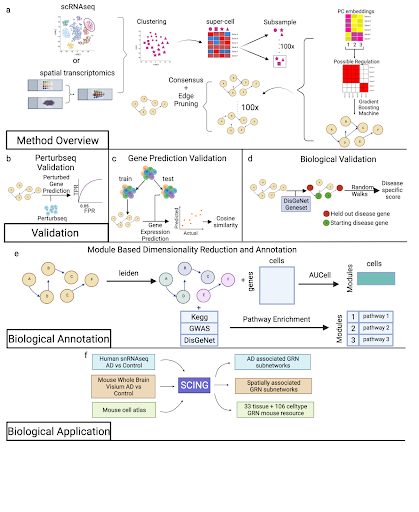 a
scRNAseq
or
spatial transcriptomics
Clustering
super-cell
Subsample
100x
PC embeddings
1 2 3
Possible Regulation
Gradient
Boosting
Machine
Consensus
+
Edge
Pruning
100x
Method Overview
b
Perturbseq
Validation
Perturbed
Gene
Prediction
Perturbseq
TPR
0.05
FPR
Validation
c
Gene Prediction Validation
train
test
Gene
Expression
Prediction
Predicted
Actual
Cosine
similarity
d
Biological Validation
DisGeNet
Geneset
Random
Walks
Disease
specific
score
Held out disease gene
Starting disease gene
e
Module Based Dimensionality Reduction and Annotation
leiden
+
genes
cells
AUCell
cells
Modules
Kegg
GWAS
DisGeNet
Pathway Enrichment
Modules
1 pathway 1
2 pathway 2
3 pathway 3
Biological Annotation
f
Human snRNAseq
AD vs Control
Mouse Whole Brain
Visium AD vs
Control
Mouse cell atlas
SCING
AD associated GRN
subnetworks
Spatially associated
GRN subnetworks
33 tissue + 106 celltype
GRN mouse resource
Biological Application